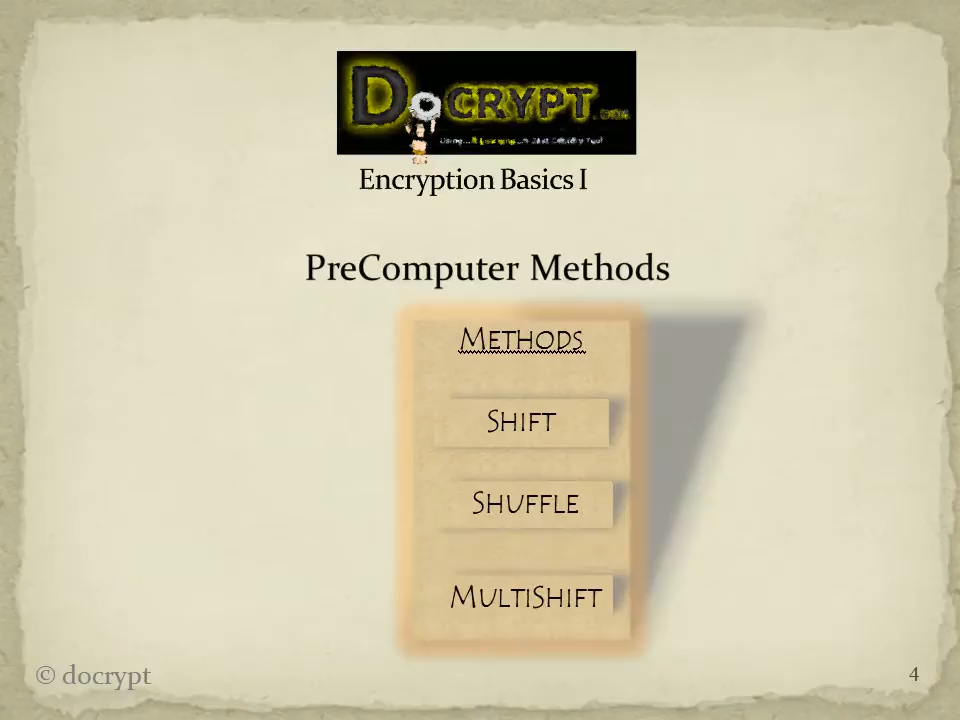 DOCRYPT
Encryption Basics I
PreComputer Methods
METHODS
SHIFT
SHUFFLE
MULTISHIFT
© docrypt
4